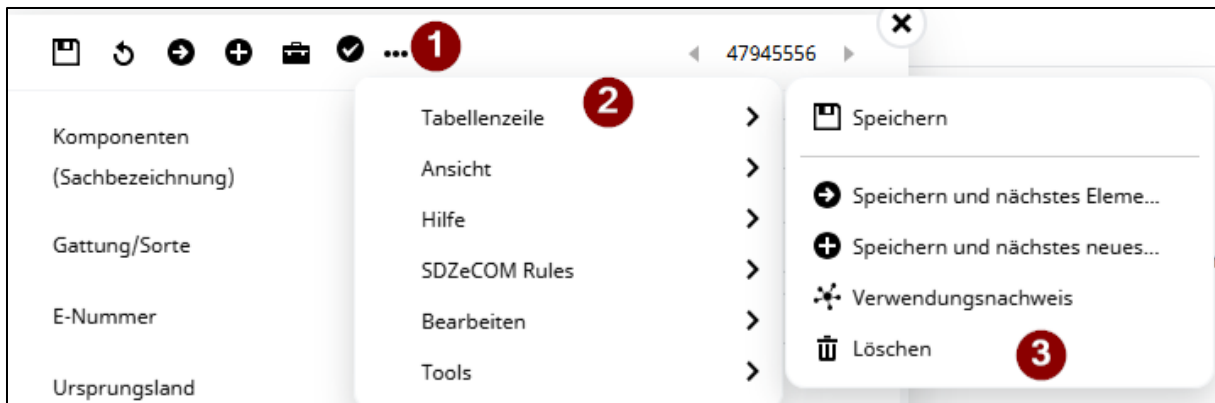 1
47945556
2
Tabellenzeile
Speichern
Komponenten
(Sachbezeichnung)
Ansicht
Speichern und nächstes Eleme...
Hilfe
Gattung/Sorte
Speichern und nächstes neues...
SDZeCOM Rules
Verwendungsnachweis
E-Nummer
Bearbeiten
Löschen
3
Tools
Ursprungsland